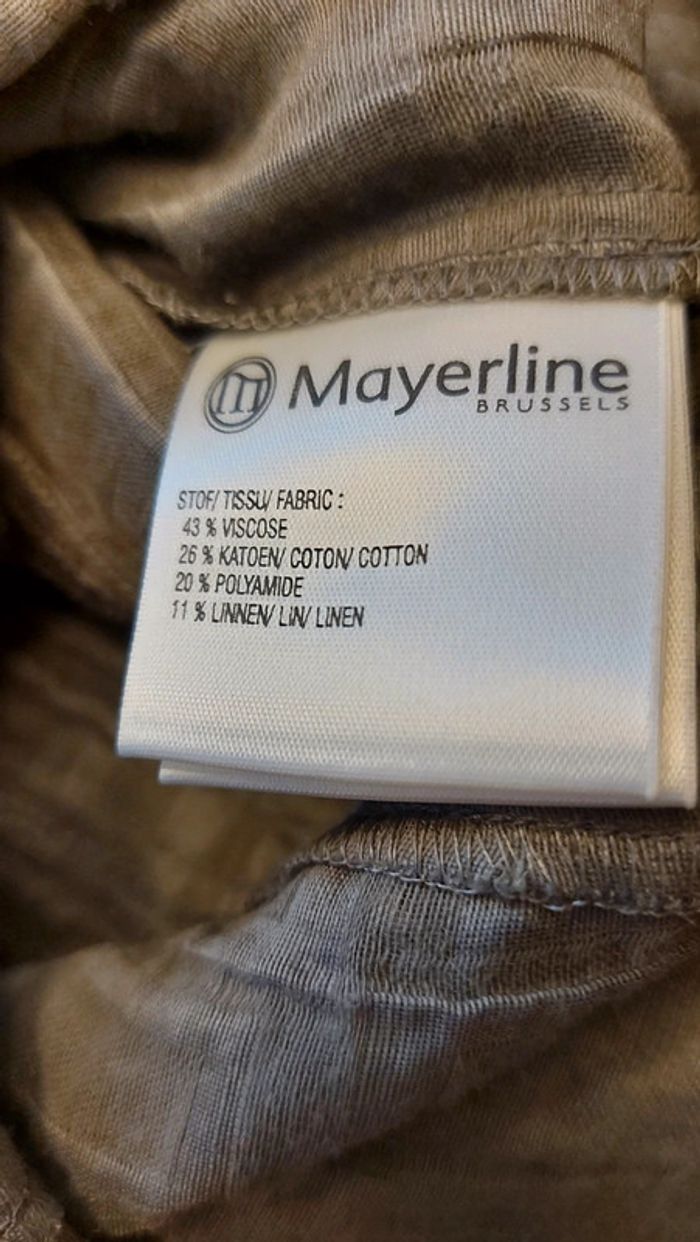 m Mayerline
BRUSSELS
STOF/ TISSU/ FABRIC :
43 % VISCOSE
26 % KATOEN/ COTON/ COTTON
20 % POLYAMIDE
11 % LINNEN/ LIN/ LINEN